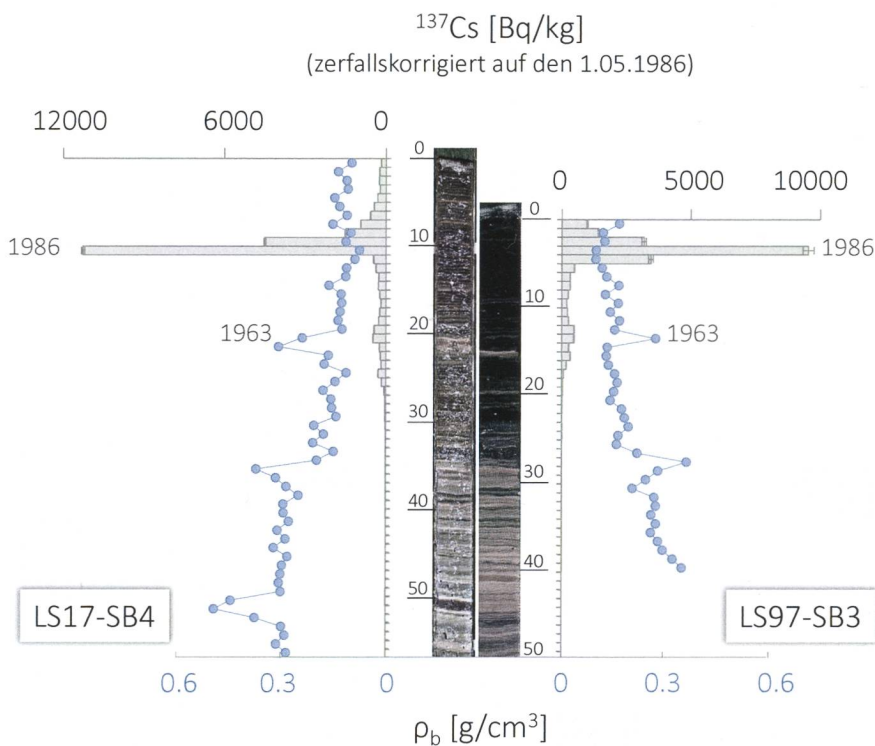 ¹³⁷Cs [Bq/kg]
(zerfallskorrigiert auf den 1.05.1986)
12000 6000 0
0 5000 10000
0
10
20
30
40
50
0
10
20
30
40
50
1986
1963
1986
1963
LS17-SB4
LS97-SB3
0.6 0.3 0
0 0.3 0.6
ρb [g/cm³]